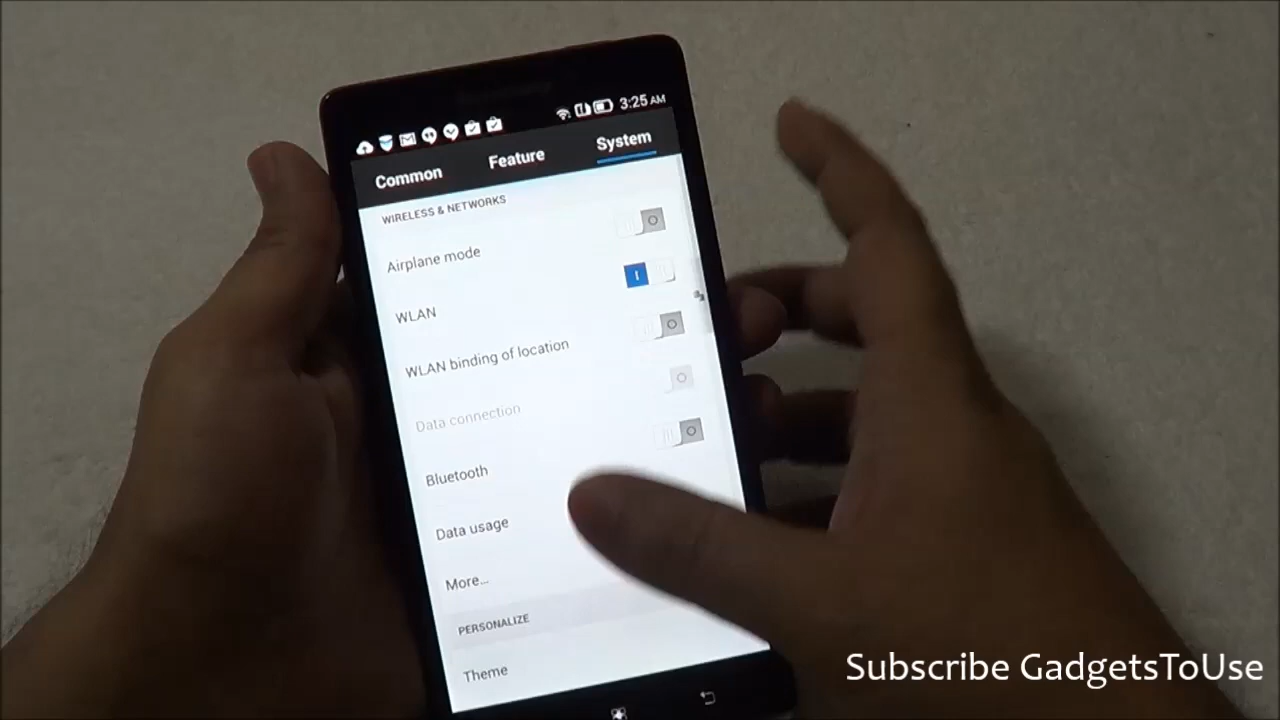 3:25 AM
Common Feature System
WIRELESS & NETWORKS
Airplane mode
WLAN
WLAN binding of location
Data connection
Bluetooth
Data usage
More...
PERSONALIZE
Theme
Subscribe GadgetsToUse